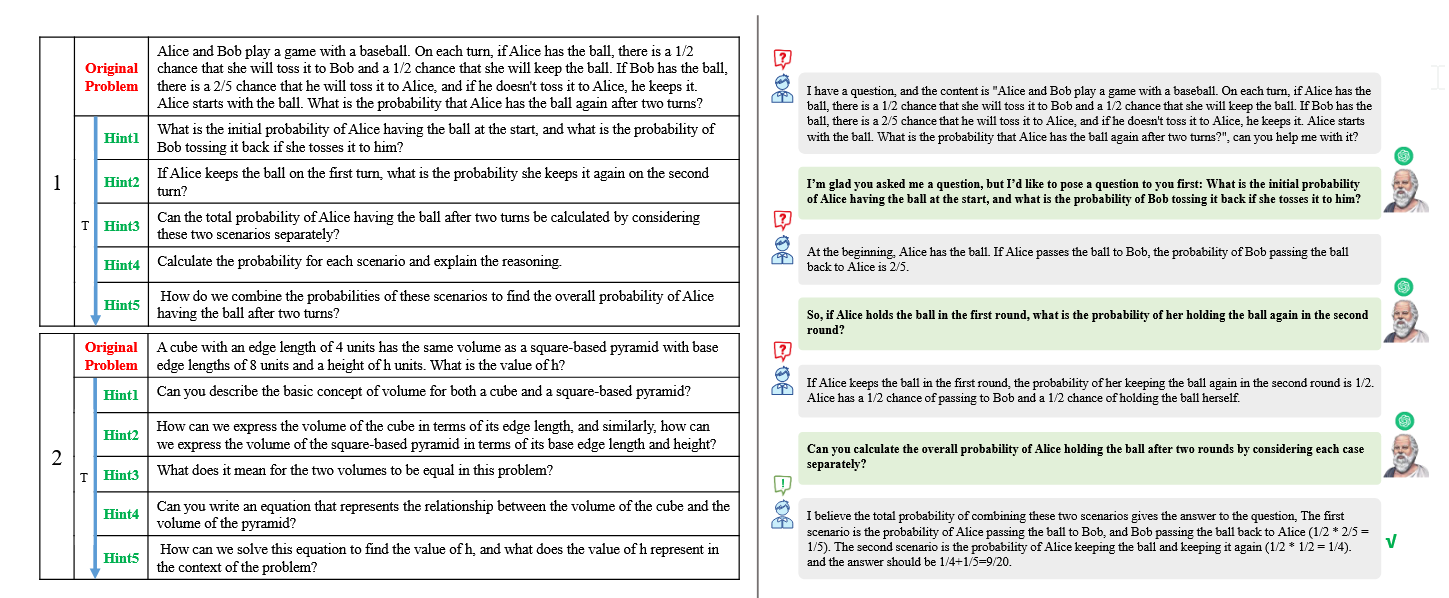 1
Original
Problem
Alice and Bob play a game with a baseball. On each turn, if Alice has the ball, there is a 1/2
chance that she will toss it to Bob and a 1/2 chance that she will keep the ball. If Bob has the ball,
there is a 2/5 chance that he will toss it to Alice, and if he doesn't toss it to Alice, he keeps it.
Alice starts with the ball. What is the probability that Alice has the ball again after two turns?
T
Hint1
What is the initial probability of Alice having the ball at the start, and what is the probability of
Bob tossing it back if she tosses it to him?
Hint2
If Alice keeps the ball on the first turn, what is the probability she keeps it again on the second
turn?
Hint3
Can the total probability of Alice having the ball after two turns be calculated by considering
these two scenarios separately?
Hint4
Calculate the probability for each scenario and explain the reasoning.
Hint5
How do we combine the probabilities of these scenarios to find the overall probability of Alice
having the ball after two turns?
2
Original
Problem
A cube with an edge length of 4 units has the same volume as a square-based pyramid with base
edge lengths of 8 units and a height of h units. What is the value of h?
T
Hint1
Can you describe the basic concept of volume for both a cube and a square-based pyramid?
Hint2
How can we express the volume of the cube in terms of its edge length, and similarly, how can
we express the volume of the square-based pyramid in terms of its base edge length and height?
Hint3
What does it mean for the two volumes to be equal in this problem?
Hint4
Can you write an equation that represents the relationship between the volume of the cube and the
volume of the pyramid?
Hint5
How can we solve this equation to find the value of h, and what does the value of h represent in
the context of the problem?
?
I have a question, and the content is "Alice and Bob play a game with a baseball. On each turn, if Alice has the
ball, there is a 1/2 chance that she will toss it to Bob and a 1/2 chance that she will keep the ball. If Bob has the
ball, there is a 2/5 chance that he will toss it to Alice, and if he doesn't toss it to Alice, he keeps it. Alice starts
with the ball. What is the probability that Alice has the ball again after two turns?", can you help me with it?
I'm glad you asked me a question, but I'd like to pose a question to you first: What is the initial probability
of Alice having the ball at the start, and what is the probability of Bob tossing it back if she tosses it to him?
?
At the beginning, Alice has the ball. If Alice passes the ball to Bob, the probability of Bob passing the ball
back to Alice is 2/5.
So, if Alice holds the ball in the first round, what is the probability of her holding the ball again in the second
round?
?
If Alice keeps the ball in the first round, the probability of her keeping the ball again in the second round is 1/2.
Alice has a 1/2 chance of passing to Bob and a 1/2 chance of holding the ball herself.
Can you calculate the overall probability of Alice holding the ball after two rounds by considering each case
separately?
!
I believe the total probability of combining these two scenarios gives the answer to the question, The first
scenario is the probability of Alice passing the ball to Bob, and Bob passing the ball back to Alice (1/2 * 2/5 =
1/5). The second scenario is the probability of Alice keeping the ball and keeping it again (1/2 * 1/2 = 1/4).
and the answer should be 1/4+1/5=9/20.
√